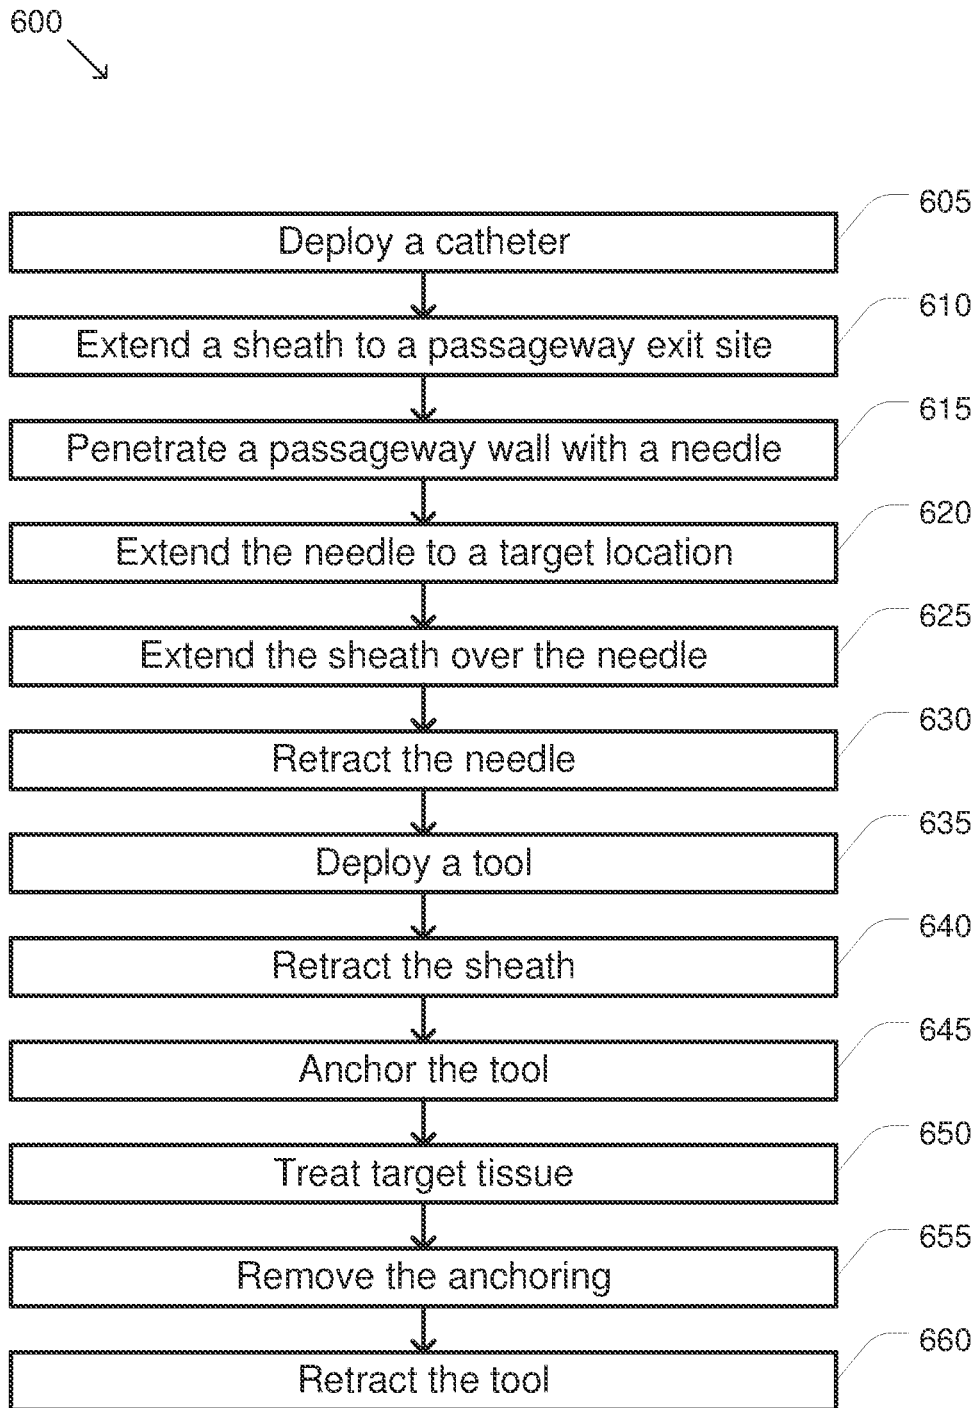 600
605
Deploy a catheter
610
Extend a sheath to a passageway exit site
615
Penetrate a passageway wall with a needle
620
Extend the needle to a target location
625
Extend the sheath over the needle
630
Retract the needle
635
Deploy a tool
640
Retract the sheath
645
Anchor the tool
650
Treat target tissue
655
Remove the anchoring
660
Retract the tool